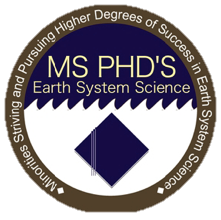 Minorities Striving and Pursuing Higher Degrees of Success in Earth System Science
MS PHD'S
Earth System Science